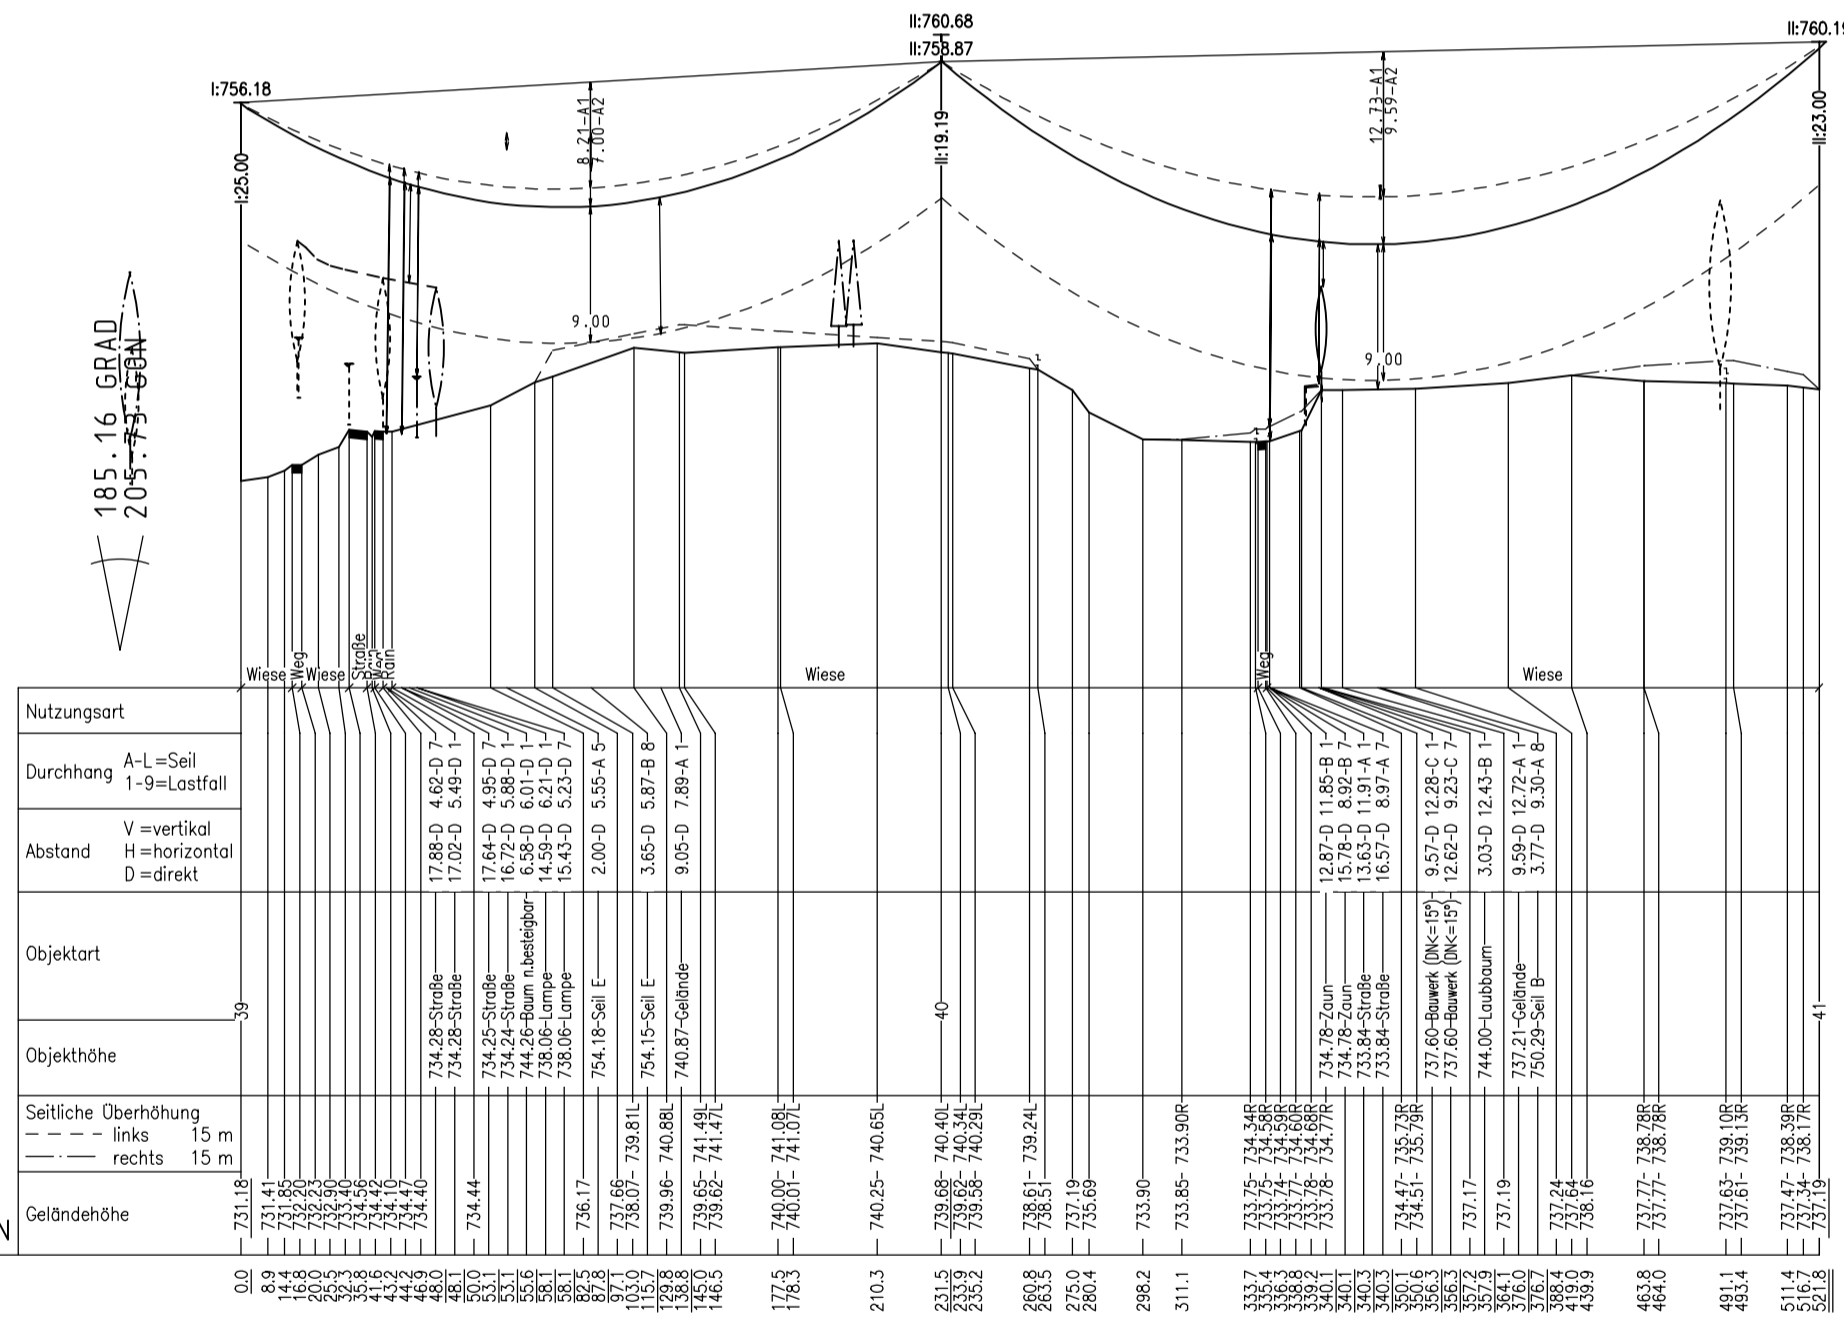 II:760.68
II:758.87
II:760.19
I:756.18
8.21-A1
7.00-A2
12.73-A1
9.59-A2
I:25.00
II:19.19
II:23.00
9.00
9.00
185.16 GRAD
205.73 GON
Wiese
Weg
Wiese
Straße
Rain
Weg
Rain
Wiese
Weg
Wiese
Nutzungsart
Durchhang
A-L=Seil
1-9=Lastfall
4.62-D 7
5.49-D 1
4.95-D 7
5.88-D 1
6.01-D 1
6.21-D 1
5.23-D 7
5.55-A 5
5.87-B 8
7.89-A 1
11.85-B 1
8.92-B 7
11.91-A 1
8.97-A 7
12.28-C 1
9.23-C 7
12.43-B 1
12.72-A 1
9.30-A 8
Abstand
V =vertikal
H =horizontal
D =direkt
17.88-D
17.02-D
17.64-D
16.72-D
6.58-D
14.59-D
15.43-D
2.00-D
3.65-D
9.05-D
12.87-D
15.78-D
13.63-D
16.57-D
9.57-D
12.62-D
3.03-D
9.59-D
3.77-D
Objektart
Objekthöhe
39
40
41
734.28-Straße
734.28-Straße
734.25-Straße
734.24-Straße
744.26-Baum n.besteigbar
738.06-Lampe
738.06-Lampe
754.18-Seil E
754.15-Seil E
740.87-Gelände
734.78-Zaun
734.78-Zaun
733.84-Straße
733.84-Straße
737.60-Bauwerk (DN<=15°)
737.60-Bauwerk (DN<=15°)
744.00-Laubbaum
737.21-Gelände
750.29-Seil B
Seitliche Überhöhung
links 15 m
rechts 15 m
739.81L
740.88L
741.49L
741.47L
741.08L
741.07L
740.65L
740.40L
740.34L
740.29L
739.24L
733.90R
734.34R
734.58R
734.59R
734.60R
734.68R
734.77R
735.73R
735.79R
738.78R
738.78R
739.10R
739.13R
738.39R
738.17R
Geländehöhe
731.18
731.41
731.85
732.20
732.23
732.90
733.40
734.56
734.42
734.10
734.47
734.40
734.44
736.17
737.66
738.07
739.96
739.65
739.62
740.00
740.01
740.25
739.68
739.62
739.58
738.61
738.51
737.19
735.69
733.90
733.85
733.75
733.75
733.74
733.77
733.78
733.78
734.47
734.51
737.17
737.19
737.24
737.64
738.16
737.77
737.77
737.63
737.61
737.47
737.34
737.19
N
0.0
8.9
14.4
16.8
20.0
25.5
32.3
35.8
41.6
43.2
44.2
46.9
48.0
48.1
50.0
53.1
53.1
55.6
58.1
58.1
82.5
87.8
97.1
103.0
115.7
129.8
138.8
145.0
146.5
177.5
178.3
210.3
231.5
233.9
235.2
260.8
263.5
275.0
280.4
298.2
311.1
333.7
335.4
336.3
338.8
339.2
340.1
340.1
340.3
340.3
350.1
350.6
356.3
356.3
357.2
357.9
364.1
376.0
376.7
388.4
419.0
439.9
463.8
464.0
491.1
493.4
511.4
516.7
521.8